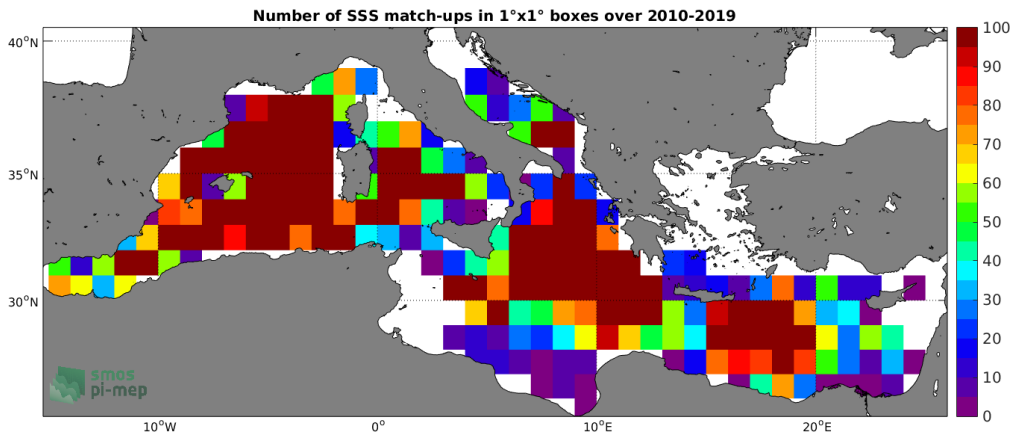 Number of SSS match-ups in 1°x1° boxes over 2010-2019
40°N
35°N
30°N
10°W
0°
10°E
20°E
100
90
80
70
60
50
40
30
20
10
0
smos
pi-mep